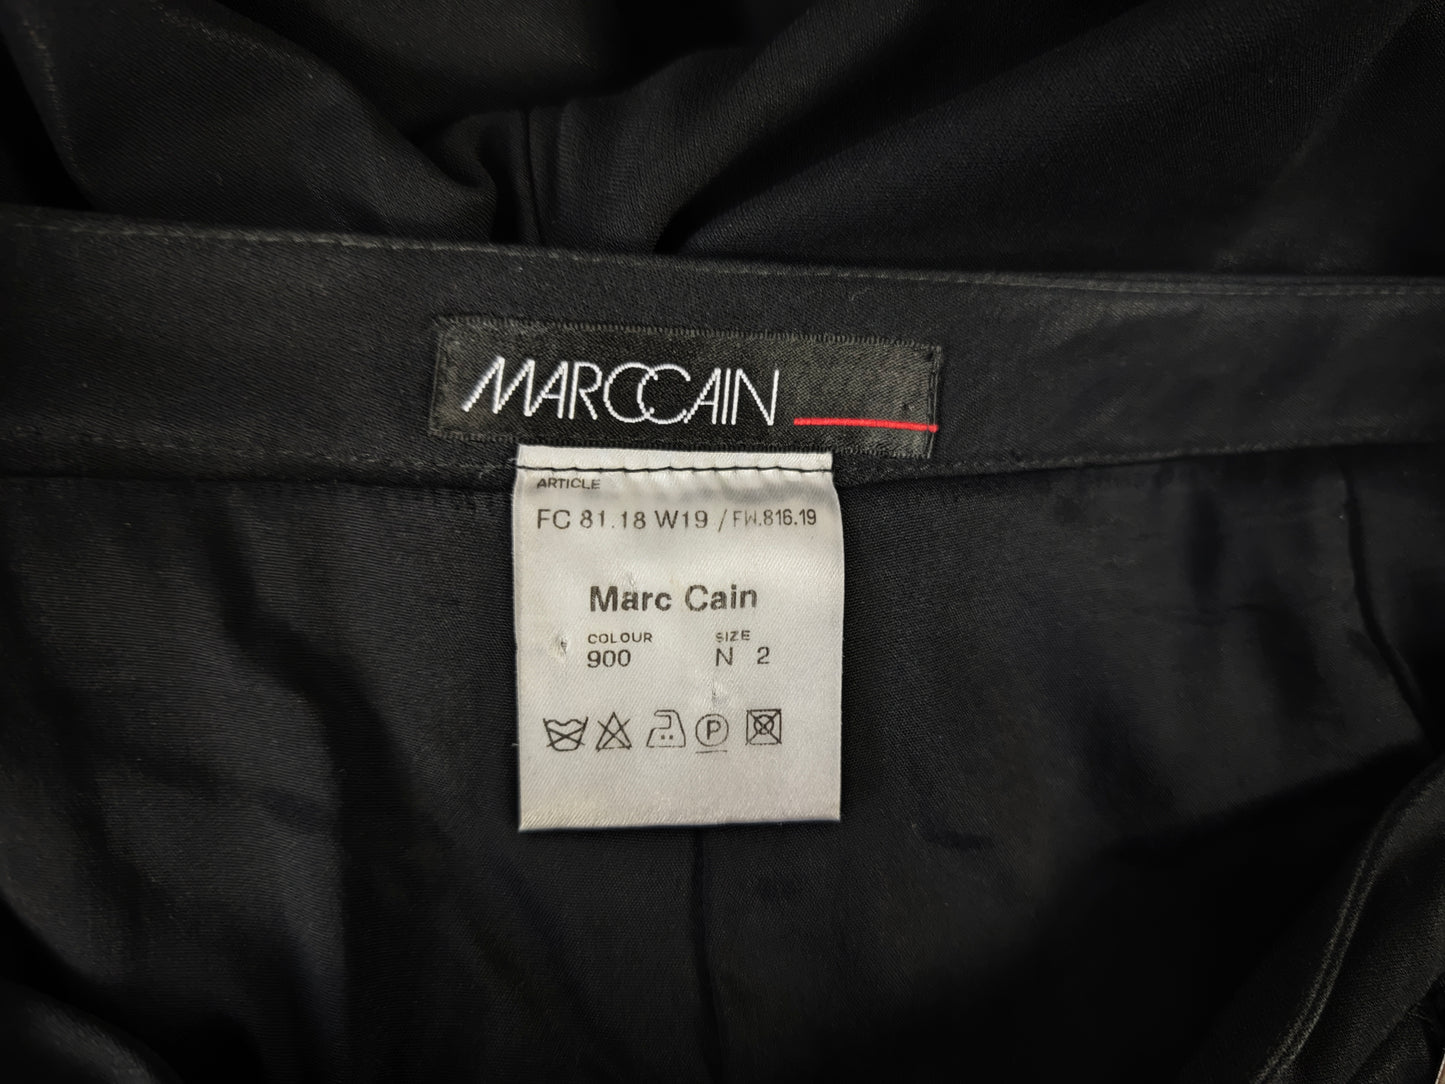 MARCCAIN
ARTICLE
FC 81.18 W19 / FW.816.19
Marc Cain
COLOUR SIZE
900 N 2
P